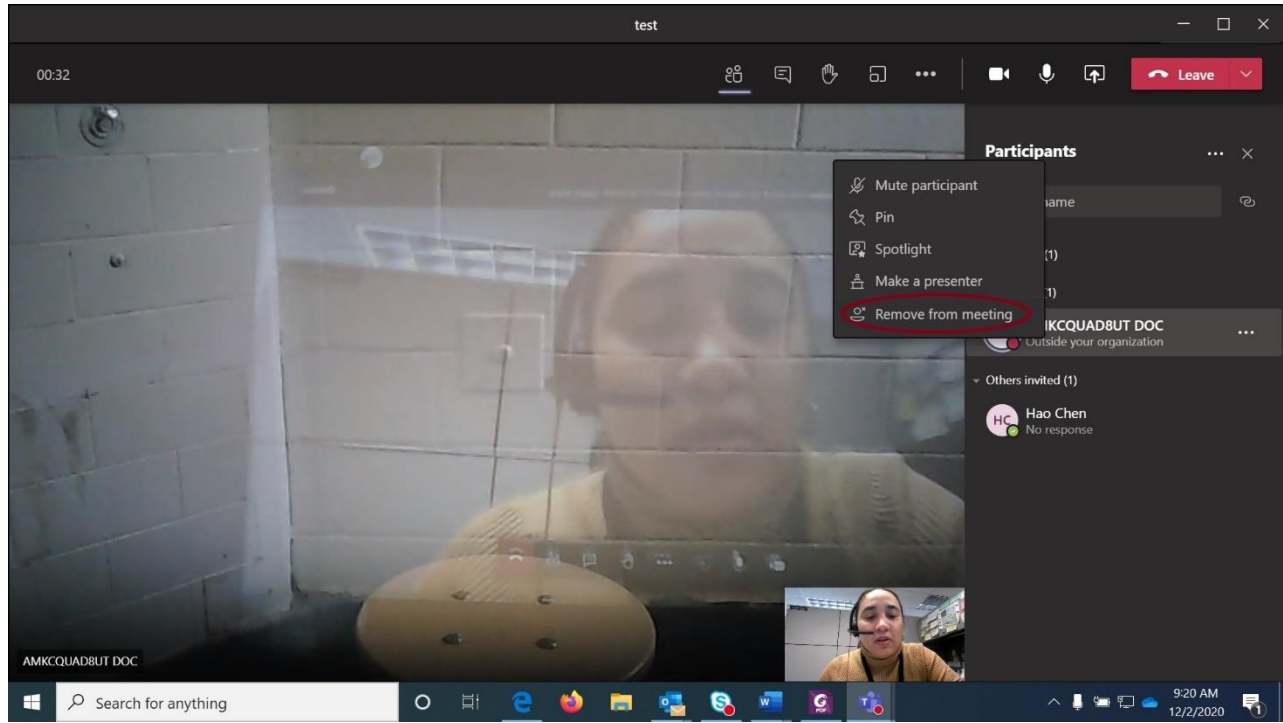 test
00:32
Leave
Participants
Mute participant
Pin
Spotlight
Make a presenter
Remove from meeting
name
(1)
(1)
KCQUAD8UT DOC
Outside your organization
Others invited (1)
HC
Hao Chen
No response
AMKCQUAD8UT DOC
Search for anything
9:20 AM
12/2/2020
1